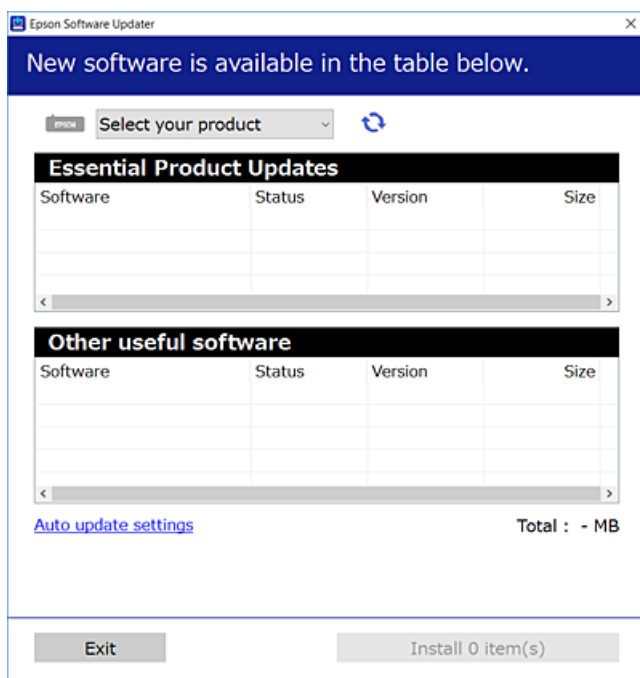 Epson Software Updater
New software is available in the table below.
EPSON Select your product
Essential Product Updates
Software Status Version Size
Other useful software
Software Status Version Size
Auto update settings Total : - MB
Exit Install 0 item(s)